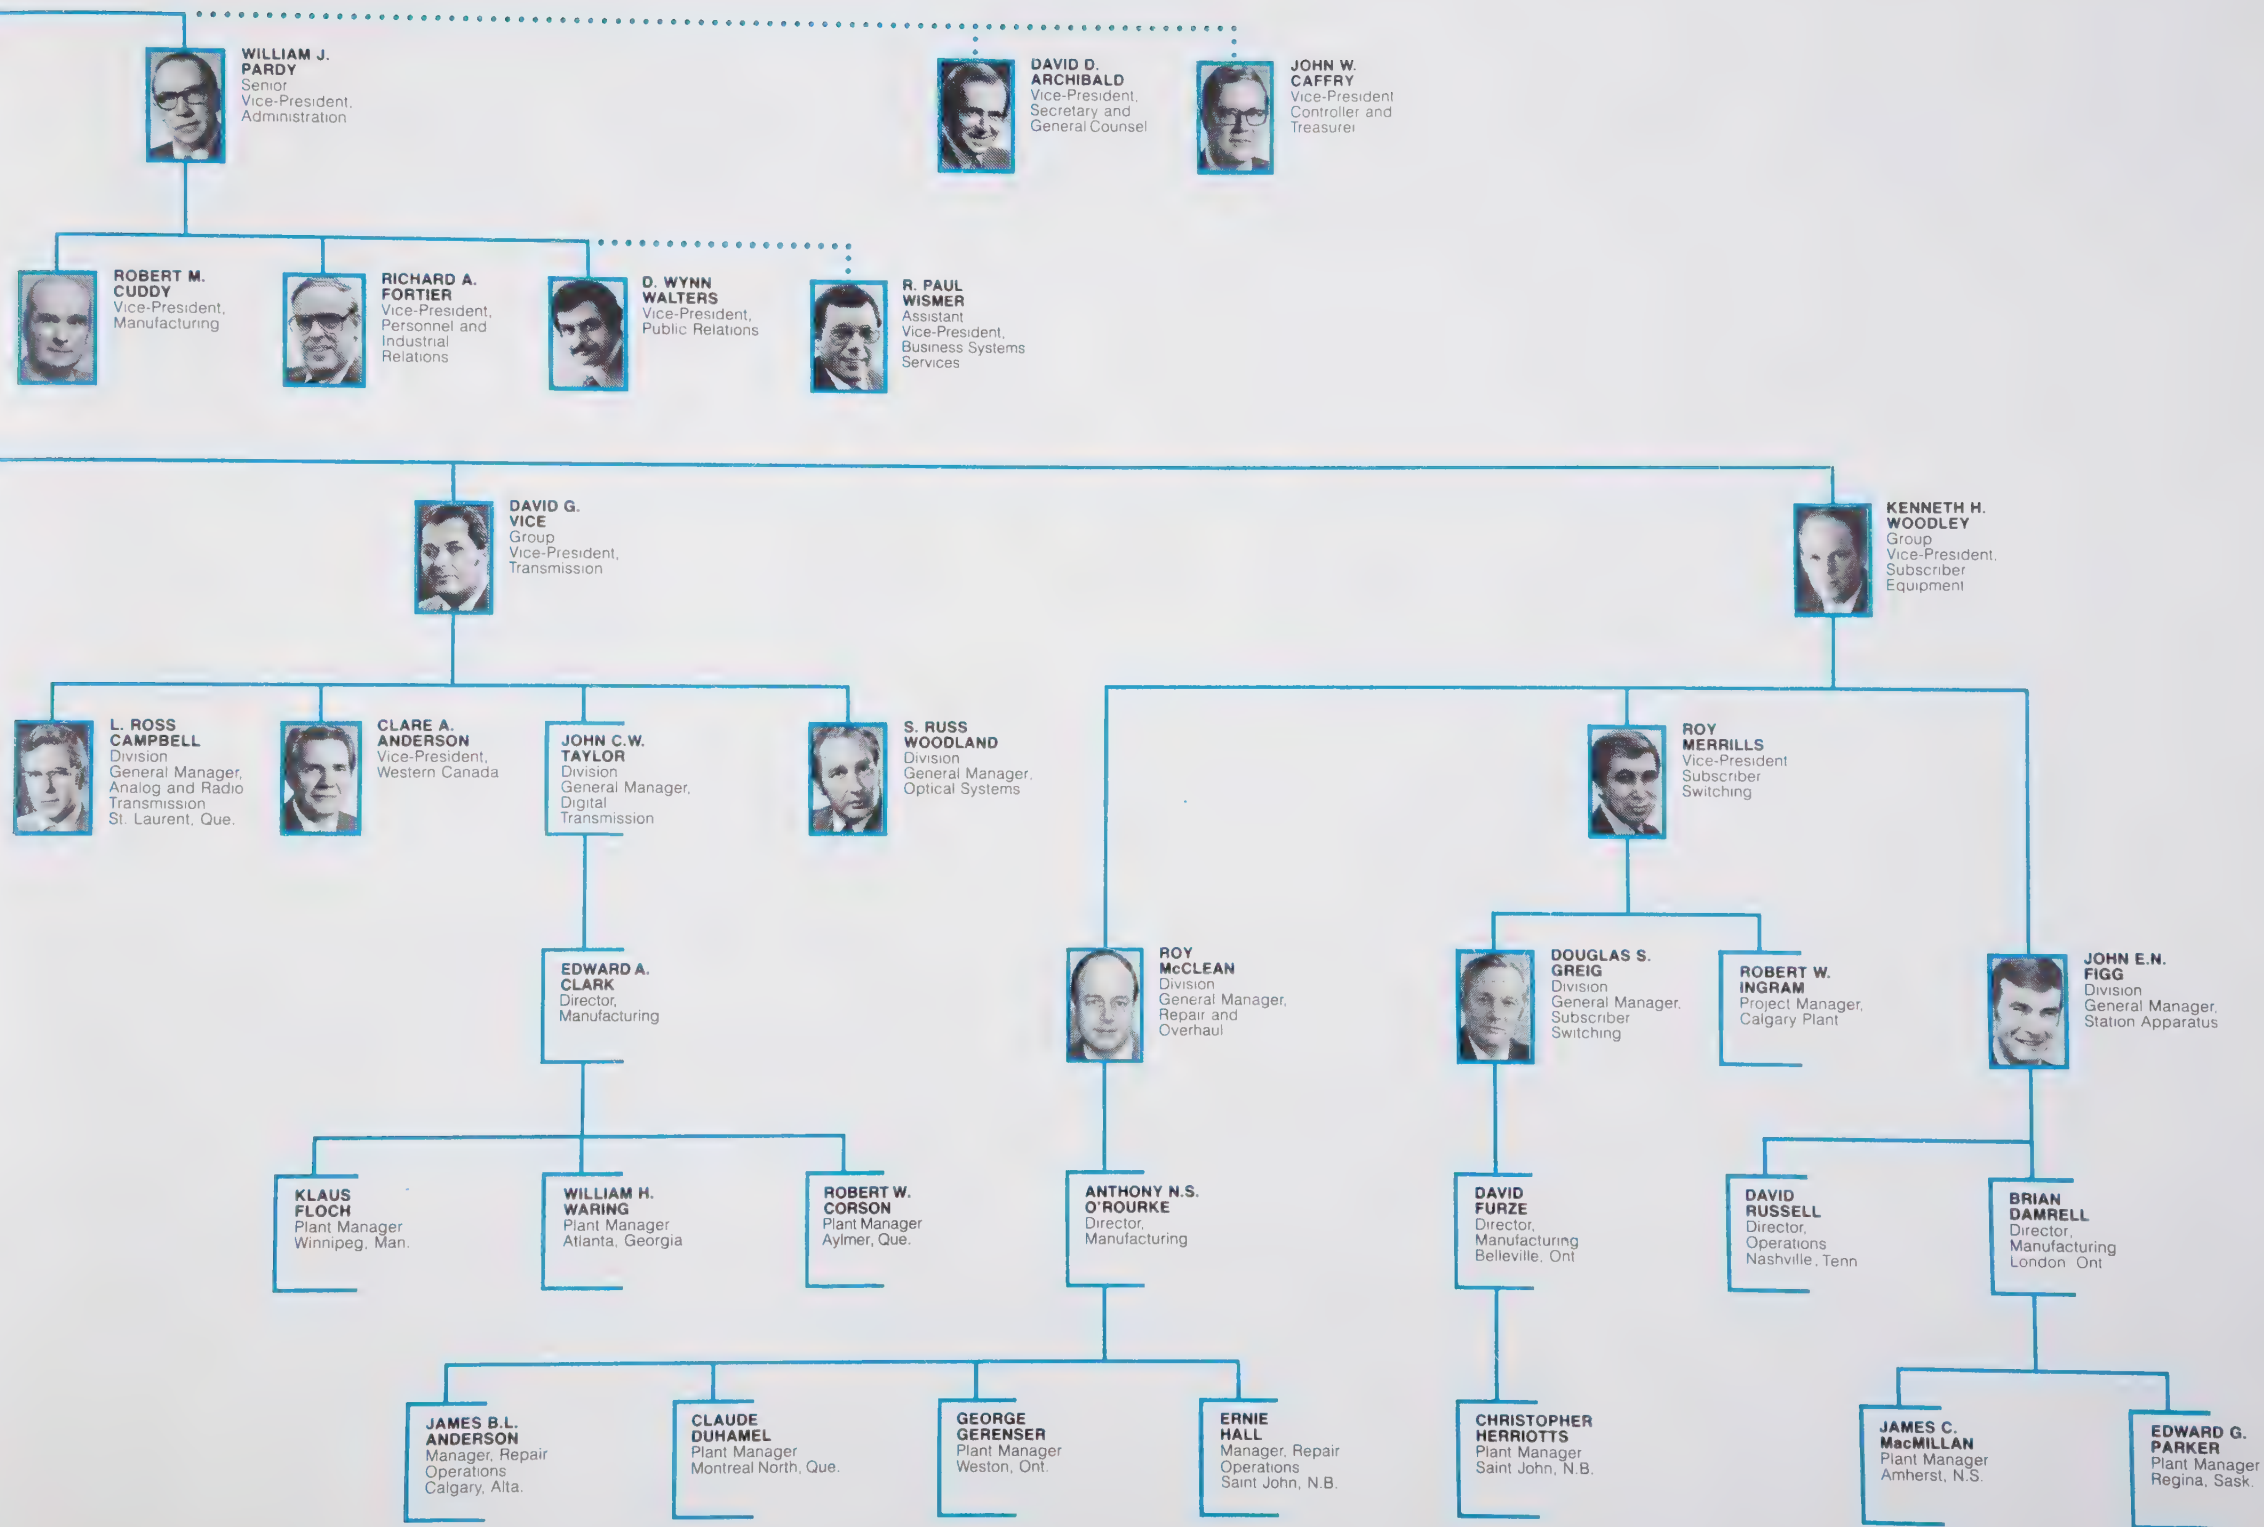 WILLIAM J.
PARDY
Senior
Vice-President,
Administration
DAVID D.
ARCHIBALD
Vice-President,
Secretary and
General Counsel
JOHN W.
CAFFRY
Vice-President
Controller and
Treasurer
ROBERT M.
CUDDY
Vice-President,
Manufacturing
RICHARD A.
FORTIER
Vice-President,
Personnel and
Industrial
Relations
D. WYNN
WALTERS
Vice-President,
Public Relations
R. PAUL
WISMER
Assistant
Vice-President,
Business Systems
Services
DAVID G.
VICE
Group
Vice-President,
Transmission
KENNETH H.
WOODLEY
Group
Vice-President,
Subscriber
Equipment
L. ROSS
CAMPBELL
Division
General Manager,
Analog and Radio
Transmission
St. Laurent, Que.
CLARE A.
ANDERSON
Vice-President,
Western Canada
JOHN C.W.
TAYLOR
Division
General Manager,
Digital
Transmission
S. RUSS
WOODLAND
Division
General Manager,
Optical Systems
ROY
MERRILLS
Vice-President
Subscriber
Switching
EDWARD A.
CLARK
Director,
Manufacturing
ROY
McCLEAN
Division
General Manager,
Repair and
Overhaul
DOUGLAS S.
GREIG
Division
General Manager,
Subscriber
Switching
ROBERT W.
INGRAM
Project Manager,
Calgary Plant
JOHN E.N.
FIGG
Division
General Manager,
Station Apparatus
KLAUS
FLOCH
Plant Manager
Winnipeg, Man.
WILLIAM H.
WARING
Plant Manager
Atlanta, Georgia
ROBERT W.
CORSON
Plant Manager
Aylmer, Que.
ANTHONY N.S.
O'ROURKE
Director,
Manufacturing
DAVID
FURZE
Director,
Manufacturing
Belleville, Ont
DAVID
RUSSELL
Director,
Operations
Nashville, Tenn
BRIAN
DAMRELL
Director,
Manufacturing
London Ont
JAMES B.L.
ANDERSON
Manager, Repair
Operations
Calgary, Alta.
CLAUDE
DUHAMEL
Plant Manager
Montreal North, Que.
GEORGE
GERENSER
Plant Manager
Weston, Ont.
ERNIE
HALL
Manager, Repair
Operations
Saint John, N.B.
CHRISTOPHER
HERRIOTTS
Plant Manager
Saint John, N.B.
JAMES C.
MacMILLAN
Plant Manager
Amherst, N.S.
EDWARD G.
PARKER
Plant Manager
Regina, Sask.